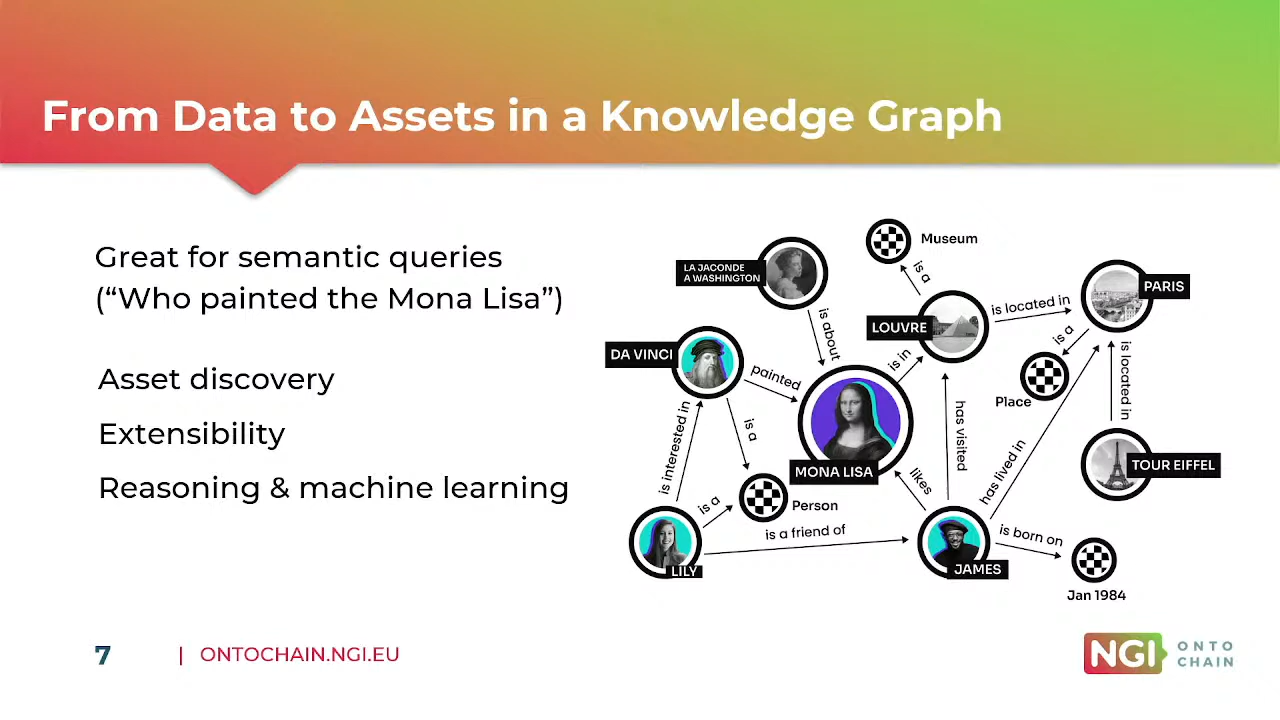 From Data to Assets in a Knowledge Graph
Great for semantic queries
(“Who painted the Mona Lisa”)
Asset discovery
Extensibility
Reasoning & machine learning
Museum
is a
LA JACONDE
A WASHINGTON
is about
LOUVRE
is located in
PARIS
is a
Place
is located in
DA VINCI
painted
is in
is a
is interested in
MONA LISA
has visited
has lived in
TOUR EIFFEL
likes
is a
Person
is a friend of
LILY
JAMES
is born on
Jan 1984
7
| ONTOCHAIN.NGI.EU
NGI
ONTO
CHAIN